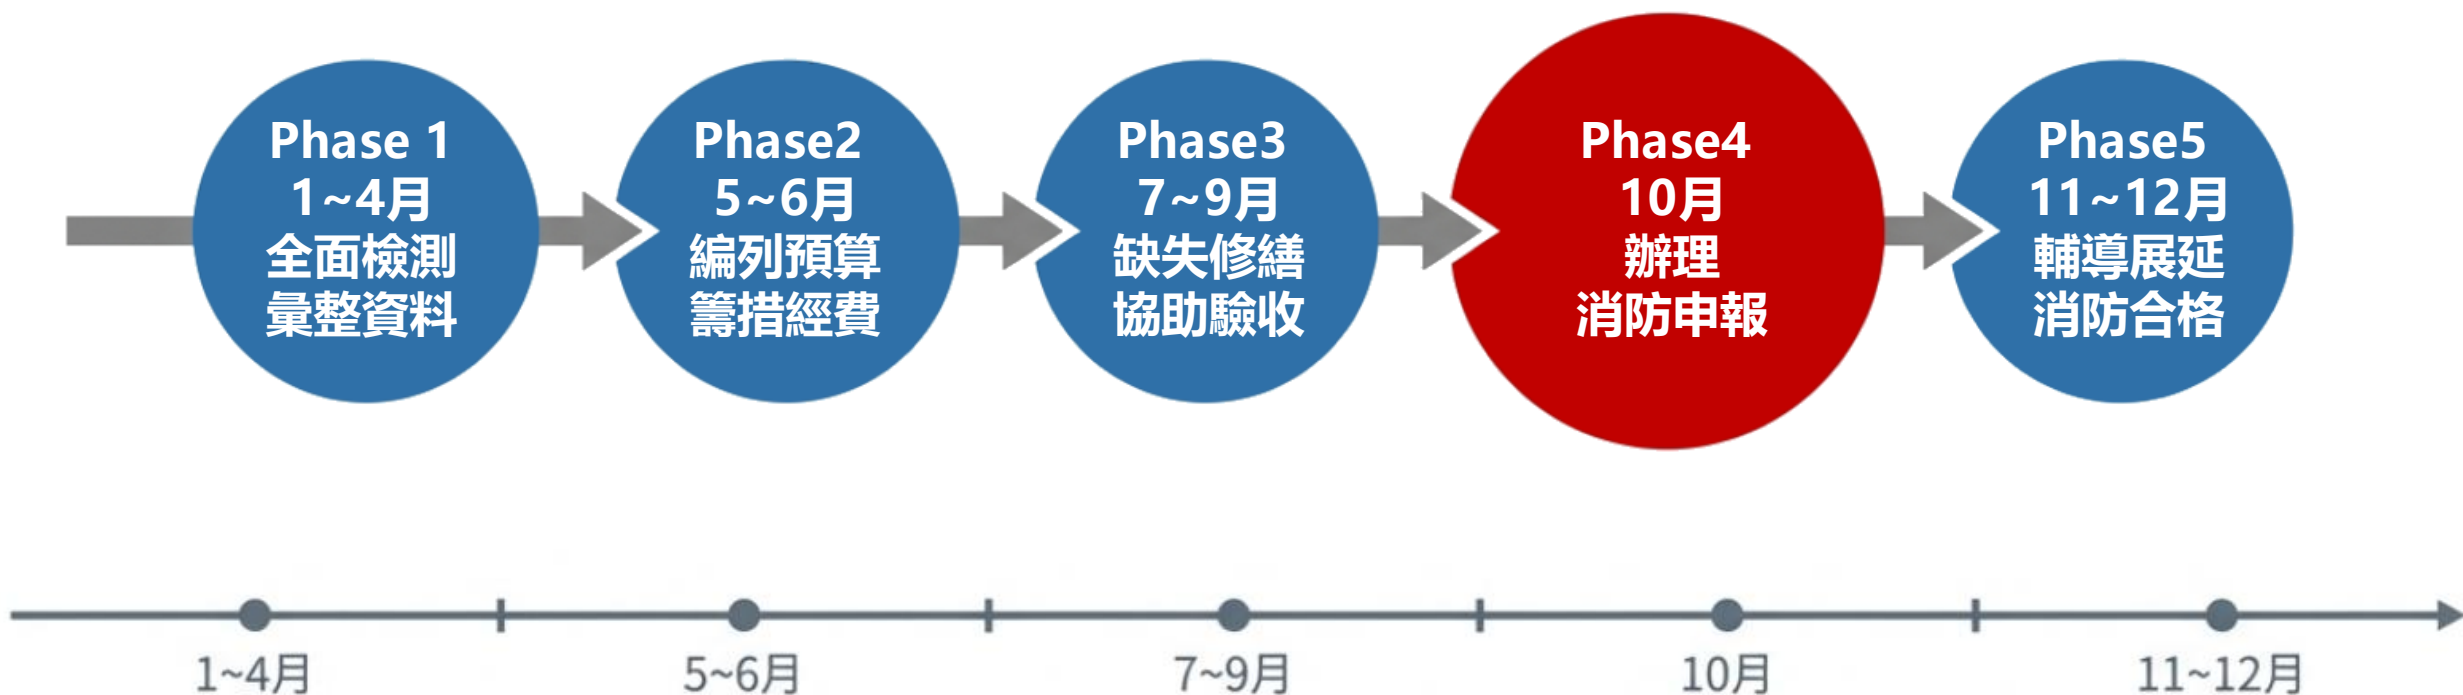 Phase 1
1~4月
全面檢測
彙整資料
Phase2
5~6月
編列預算
籌措經費
Phase3
7~9月
缺失修繕
協助驗收
Phase4
10月
辦理
消防申報
Phase5
11~12月
輔導展延
消防合格
1~4月
5~6月
7~9月
10月
11~12月